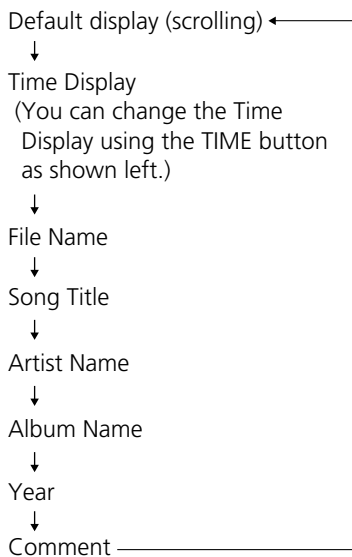 Default display (scrolling)
Time Display
(You can change the Time
Display using the TIME button
as shown left.)
File Name
Song Title
Artist Name
Album Name
Year
Comment